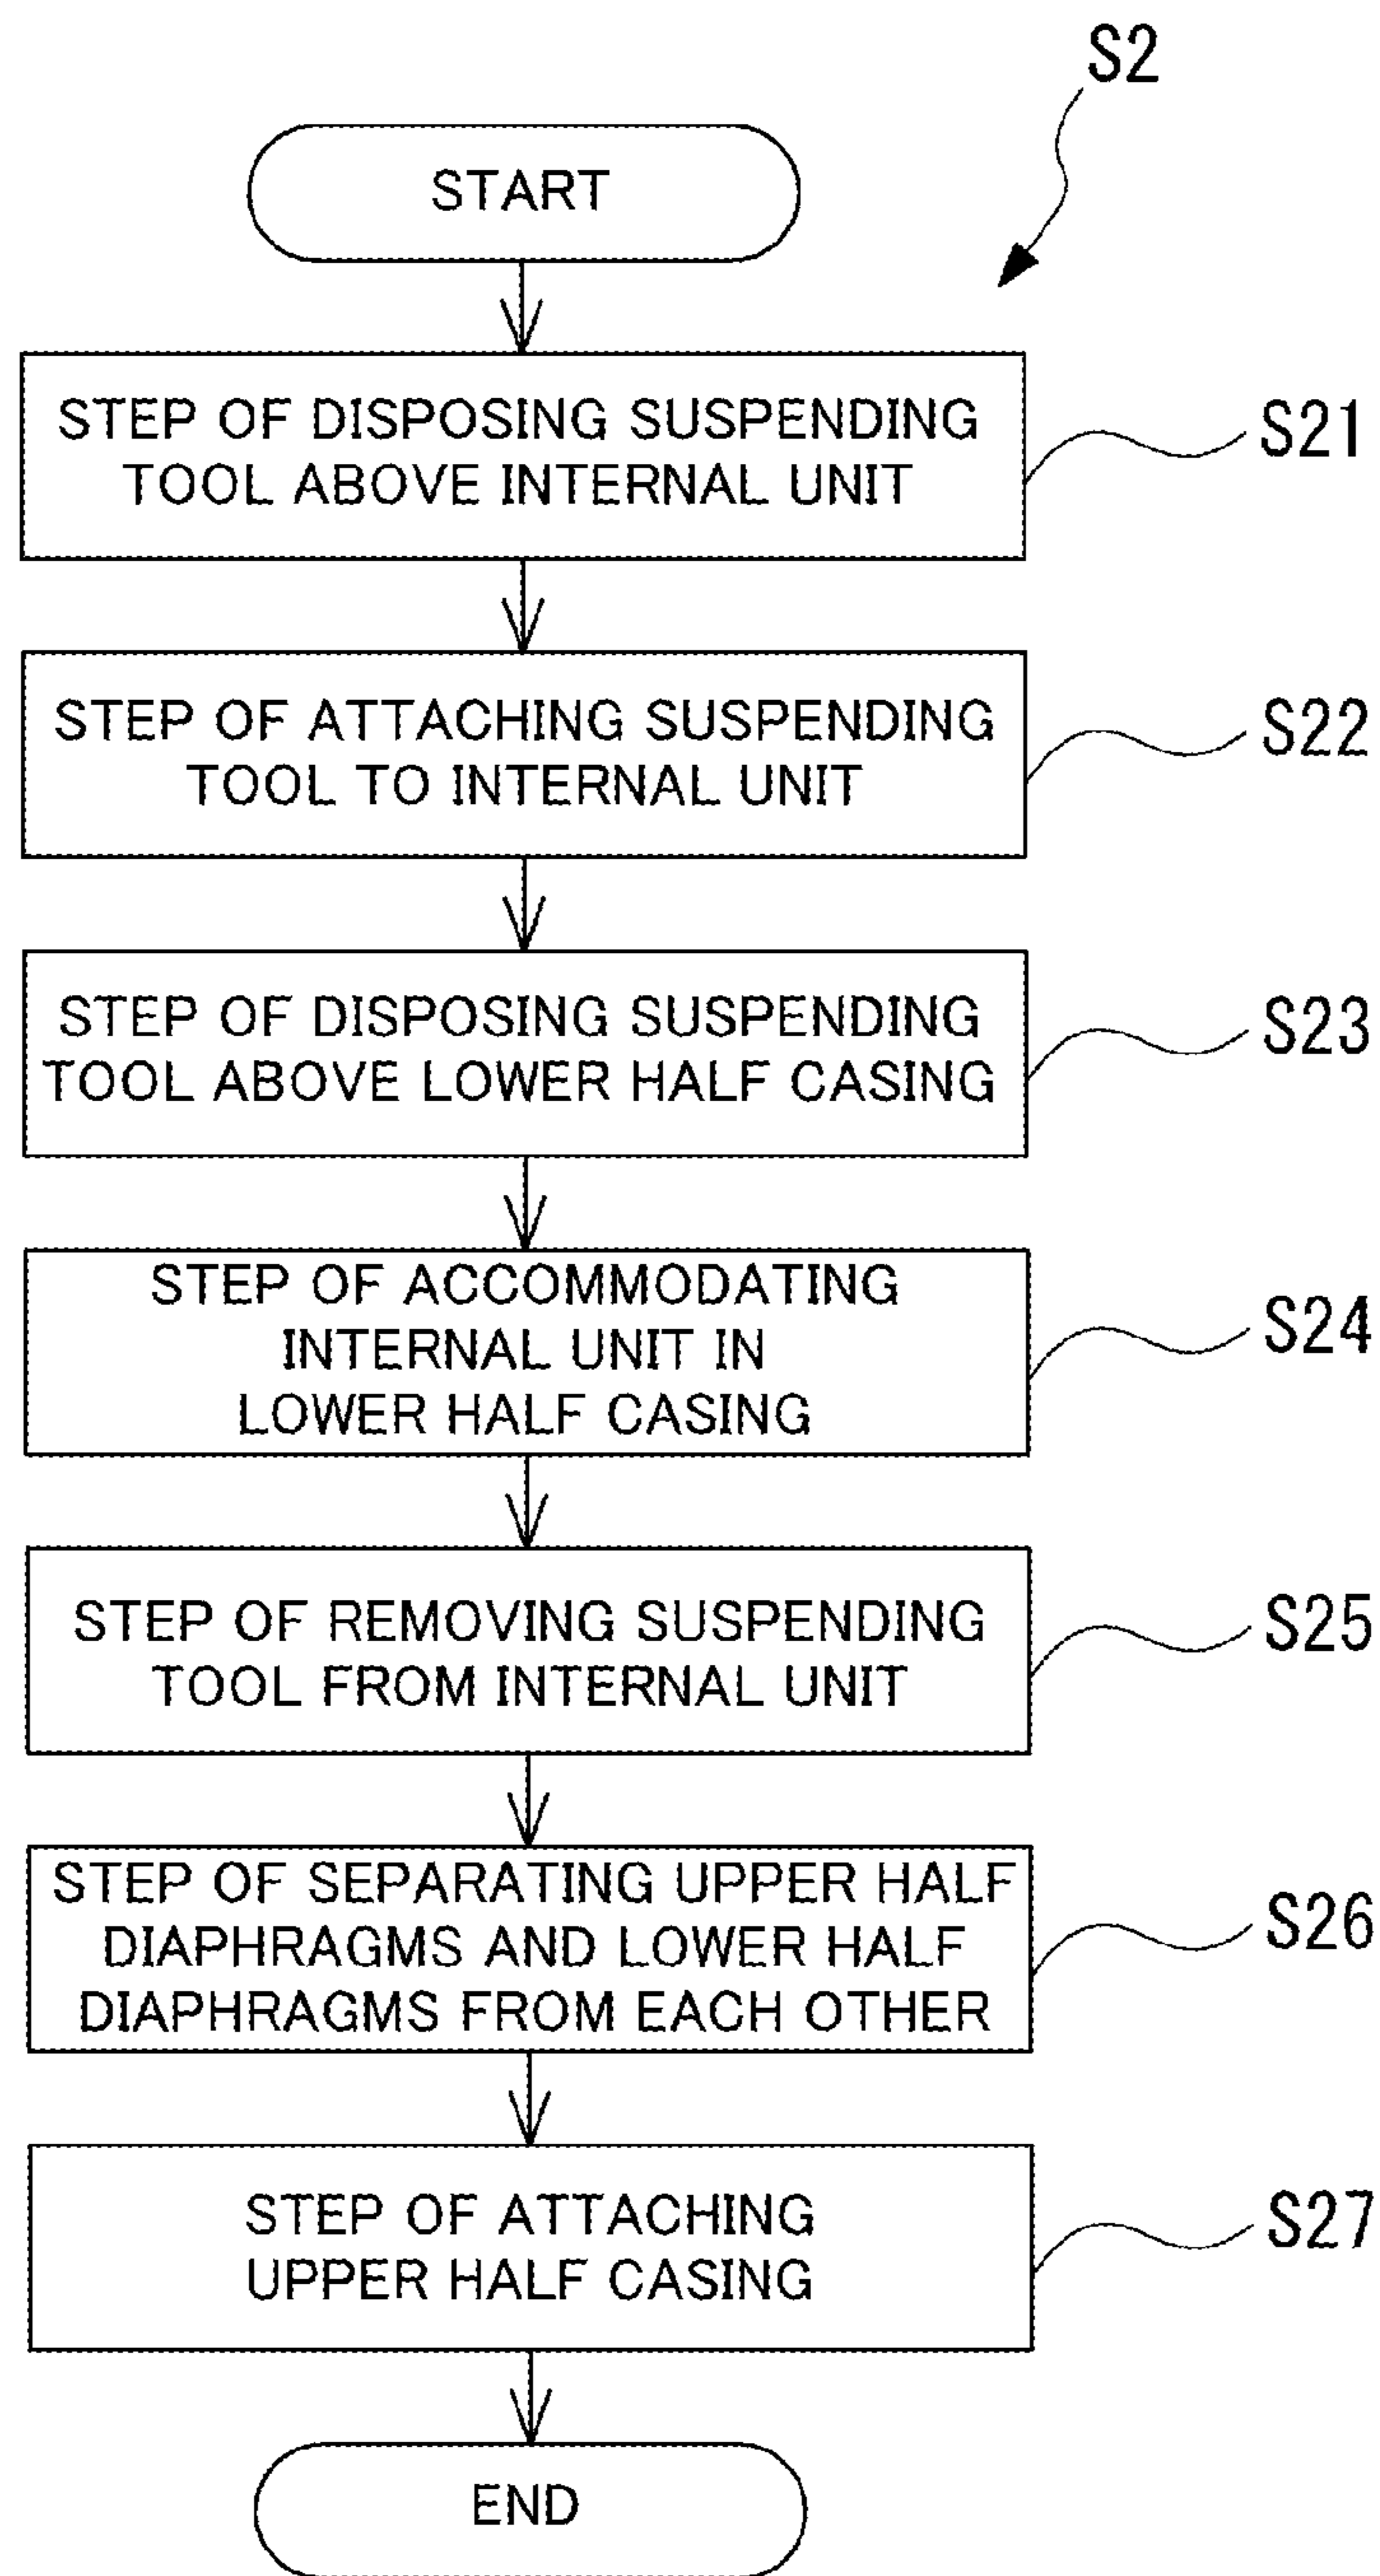 S2
START
STEP OF DISPOSING SUSPENDING
TOOL ABOVE INTERNAL UNIT
S21
STEP OF ATTACHING SUSPENDING
TOOL TO INTERNAL UNIT
S22
STEP OF DISPOSING SUSPENDING
TOOL ABOVE LOWER HALF CASING
S23
STEP OF ACCOMMODATING
INTERNAL UNIT IN
LOWER HALF CASING
S24
STEP OF REMOVING SUSPENDING
TOOL FROM INTERNAL UNIT
S25
STEP OF SEPARATING UPPER HALF
DIAPHRAGMS AND LOWER HALF
DIAPHRAGMS FROM EACH OTHER
S26
STEP OF ATTACHING
UPPER HALF CASING
S27
END